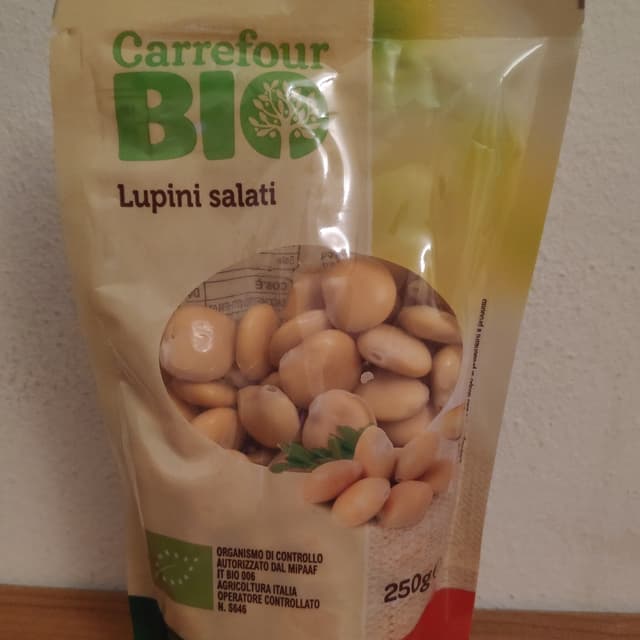 Carrefour
BIO
Lupini salati
ORGANISMO DI CONTROLLO
AUTORIZZATO DAL MIPAAF
IT BIO 006
AGRICOLTURA ITALIA
OPERATORE CONTROLLATO
N. S646
250g